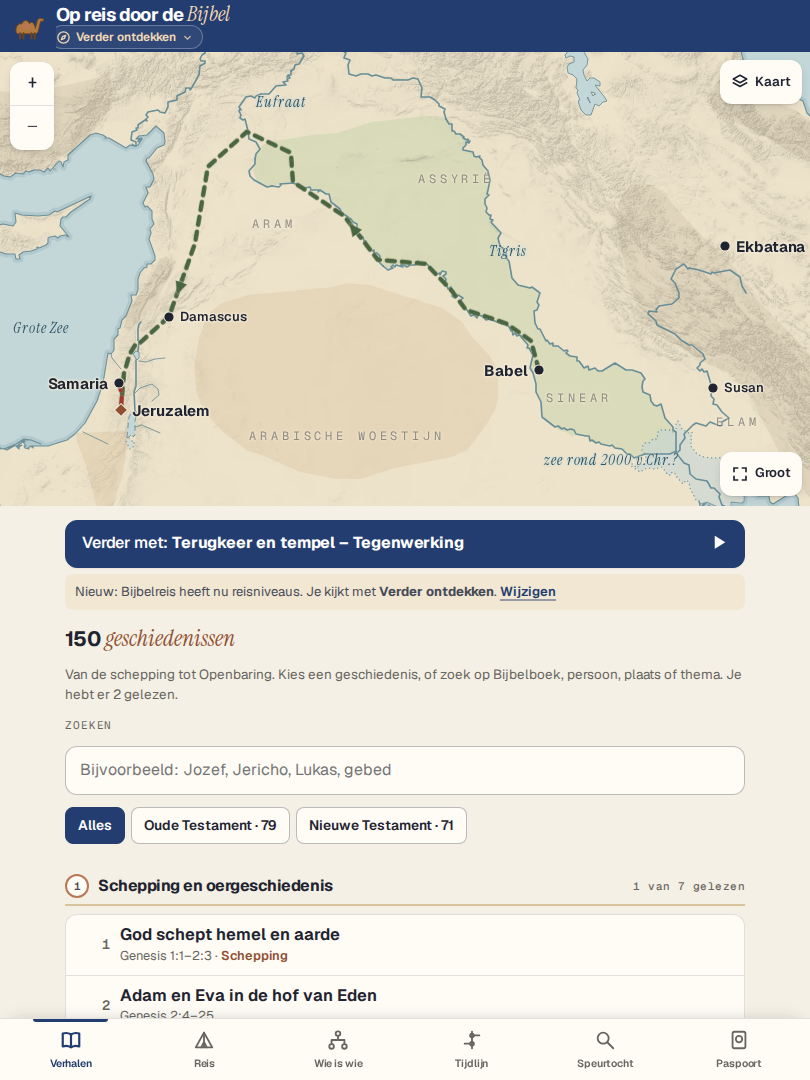 Op reis door de Bijbel
Verder ontdekken
+
Kaart
−
Eufraat
ASSYRIË
ARAM
Ekbatana
Tigris
Damascus
Grote Zee
Babel
Samaria
Susan
SINEAR
Jeruzalem
ELAM
ARABISCHE WOESTIJN
zee rond 2000 v.Chr.?
Groot
Verder met: Terugkeer en tempel – Tegenwerking
Nieuw: Bijbelreis heeft nu reisniveaus. Je kijkt met Verder ontdekken. Wijzigen
150 geschiedenissen
Van de schepping tot Openbaring. Kies een geschiedenis, of zoek op Bijbelboek, persoon, plaats of thema. Je
hebt er 2 gelezen.
ZOEKEN
Bijvoorbeeld: Jozef, Jericho, Lukas, gebed
Alles
Oude Testament · 79
Nieuwe Testament · 71
1 Schepping en oergeschiedenis
1 van 7 gelezen
1 God schept hemel en aarde
Genesis 1:1–2:3 · Schepping
2 Adam en Eva in de hof van Eden
Genesis 2:4–25
Verhalen
Reis
Wie is wie
Tijdlijn
Speurtocht
Paspoort